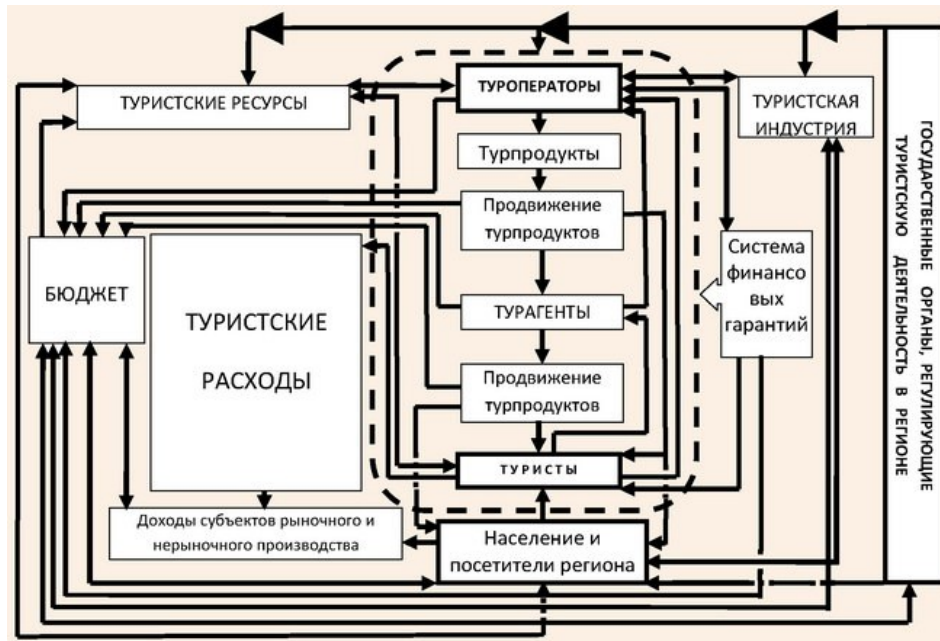 ТУРИСТСКИЕ РЕСУРСЫ
ТУРОПЕРАТОРЫ
ТУРИСТСКАЯ
ИНДУСТРИЯ
Турпродукты
Продвижение
турпродуктов
БЮДЖЕТ
ТУРИСТСКИЕ
РАСХОДЫ
Система
финансо
вых
гарантий
ТУРАГЕНТЫ
Продвижение
турпродуктов
ТУРИСТЫ
Доходы субъектов рыночного и
нерыночного производства
Население и
посетители региона
ГОСУДАРСТВЕННЫЕ ОРГАНЫ, РЕГУЛИРУЮЩИЕ
ТУРИСТСКУЮ ДЕЯТЕЛЬНОСТЬ В РЕГИОНЕ